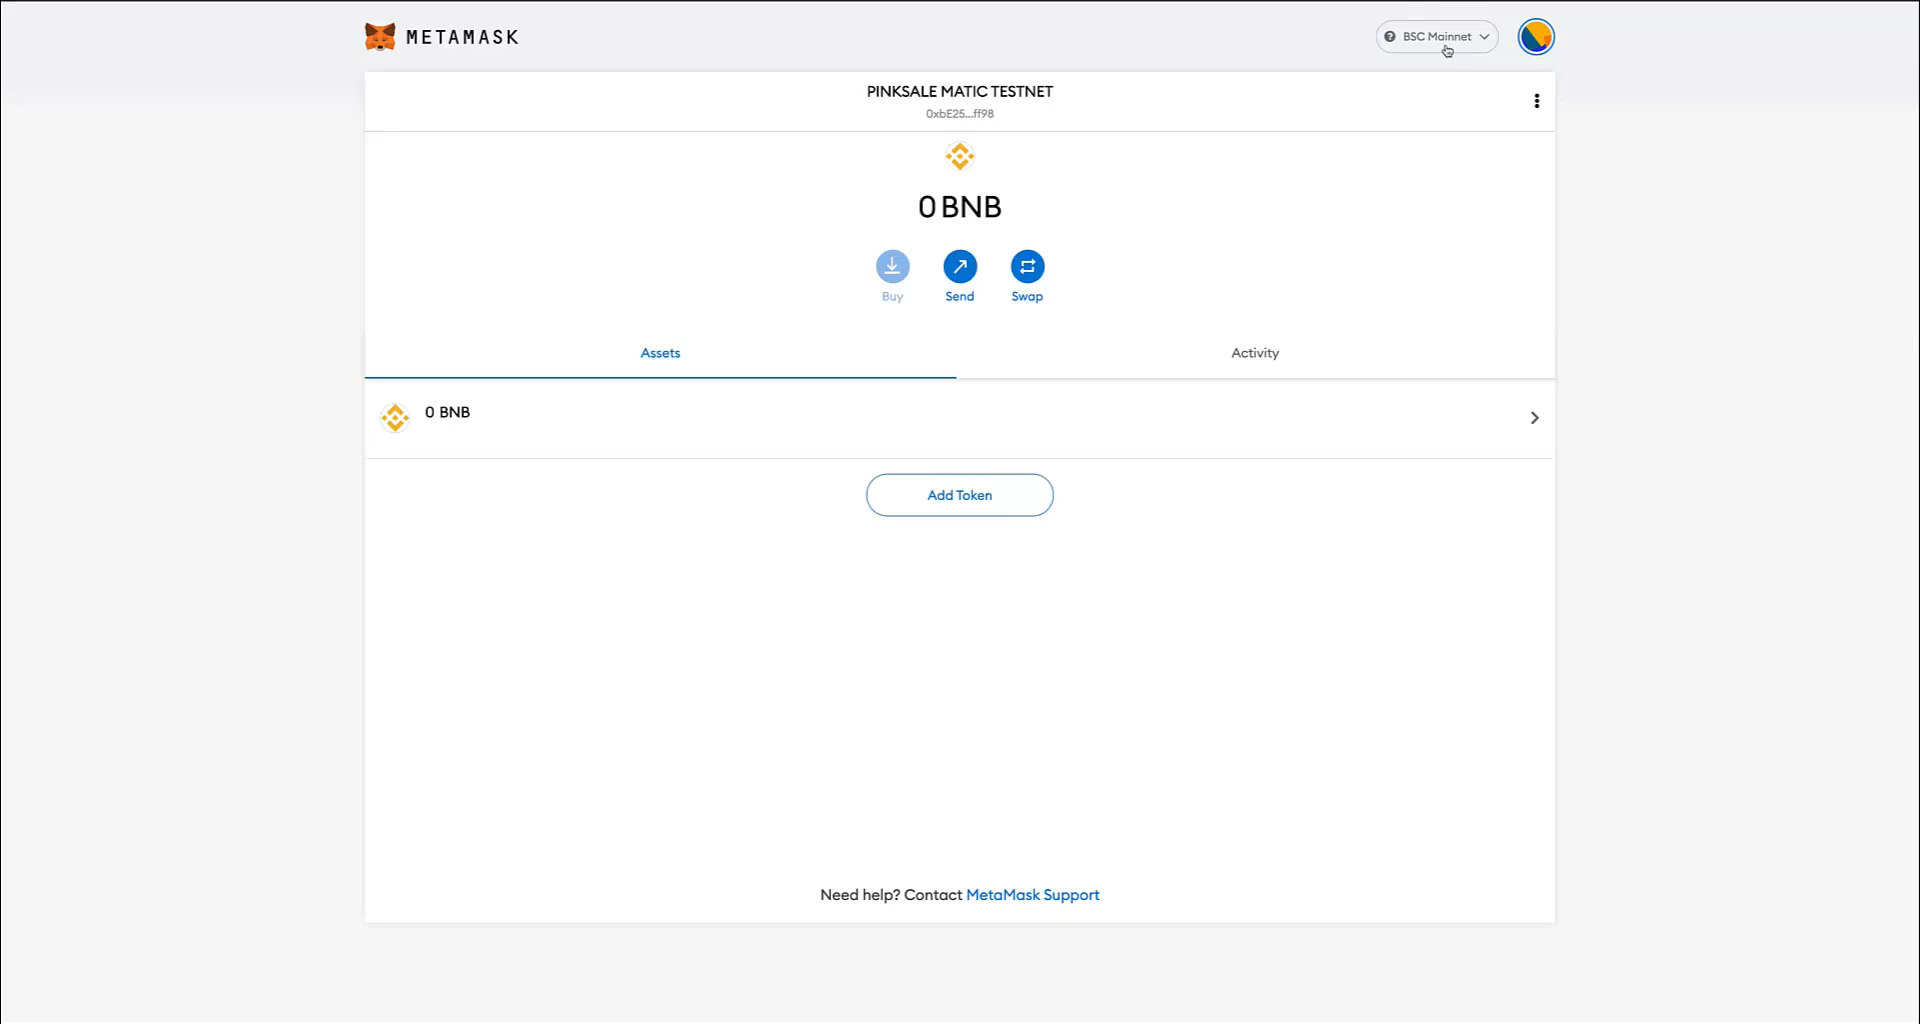 METAMASK
BSC Mainnet
PINKSALE MATIC TESTNET
0xbE25...ff98
0 BNB
Buy
Send
Swap
Assets
Activity
0 BNB
Add Token
Need help? Contact MetaMask Support